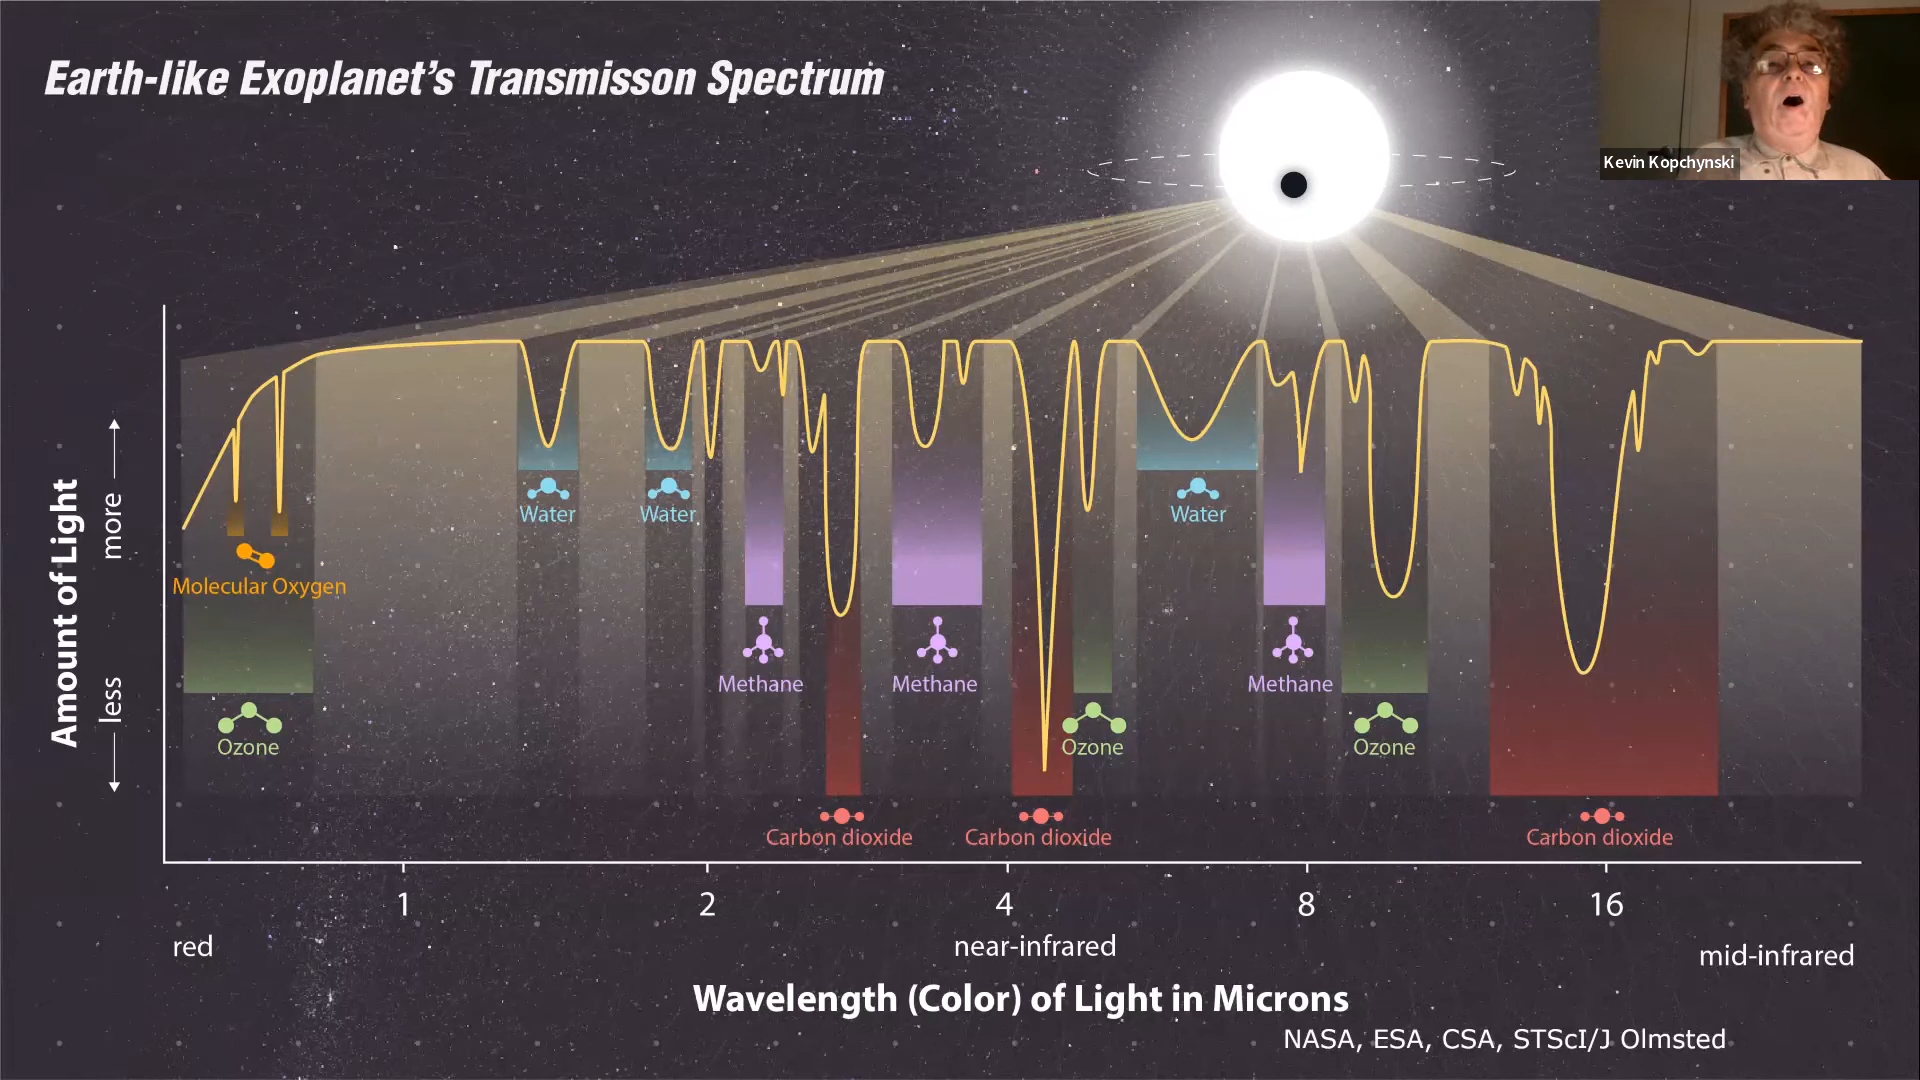 Earth-like Exoplanet's Transmisson Spectrum
Kevin Kopchynski
Amount of Light
more
less
Molecular Oxygen
Ozone
Water
Water
Methane
Carbon dioxide
Methane
Carbon dioxide
Ozone
Water
Methane
Ozone
Carbon dioxide
1
2
4
8
16
red
near-infrared
mid-infrared
Wavelength (Color) of Light in Microns
NASA, ESA, CSA, STScI/J Olmsted